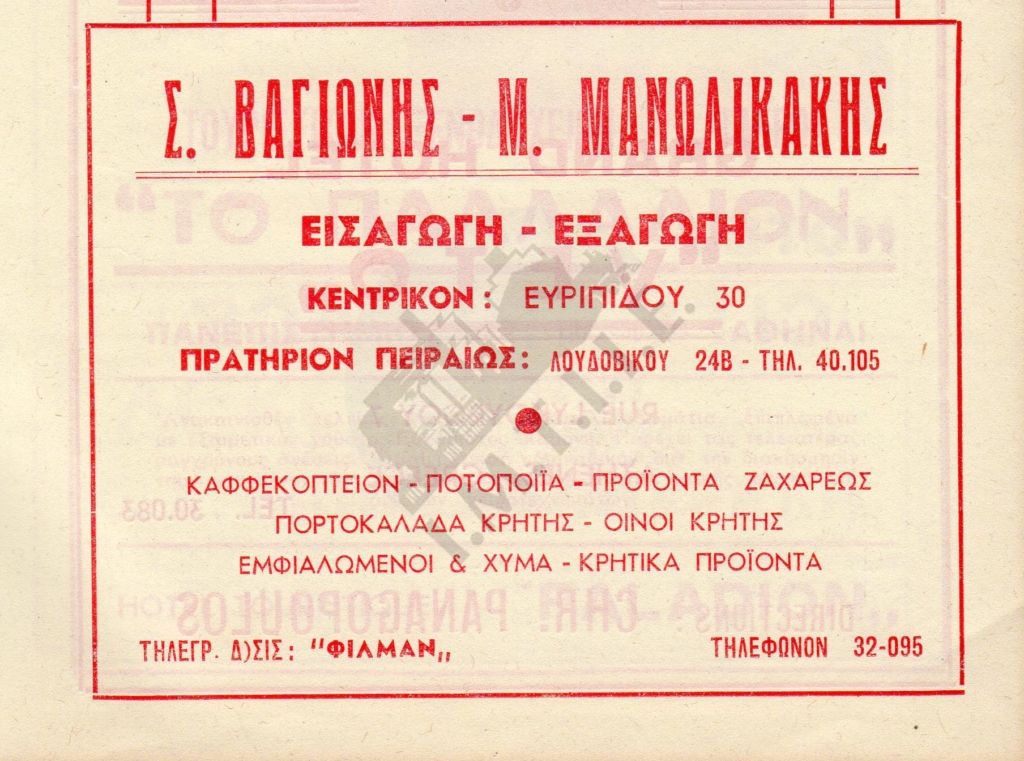 Σ. ΒΑΓΙΩΝΗΣ - Μ. ΜΑΝΩΛΙΚΑΚΗΣ
ΕΙΣΑΓΩΓΗ - ΕΞΑΓΩΓΗ
ΚΕΝΤΡΙΚΟΝ: ΕΥΡΙΠΙΔΟΥ 30
ΠΡΑΤΗΡΙΟΝ ΠΕΙΡΑΙΩΣ: ΛΟΥΔΟΒΙΚΟΥ 24Β - ΤΗΛ. 40.105
ΚΑΦΦΕΚΟΠΤΕΙΟΝ - ΠΟΤΟΠΟΙΪΑ - ΠΡΟΪΟΝΤΑ ΖΑΧΑΡΕΩΣ
ΠΟΡΤΟΚΑΛΑΔΑ ΚΡΗΤΗΣ - ΟΙΝΟΙ ΚΡΗΤΗΣ
ΕΜΦΙΑΛΩΜΕΝΟΙ & ΧΥΜΑ - ΚΡΗΤΙΚΑ ΠΡΟΪΟΝΤΑ
ΤΗΛΕΓΡ. Δ)ΣΙΣ: "ΦΙΛΜΑΝ„ ΤΗΛΕΦΩΝΟΝ 32-095